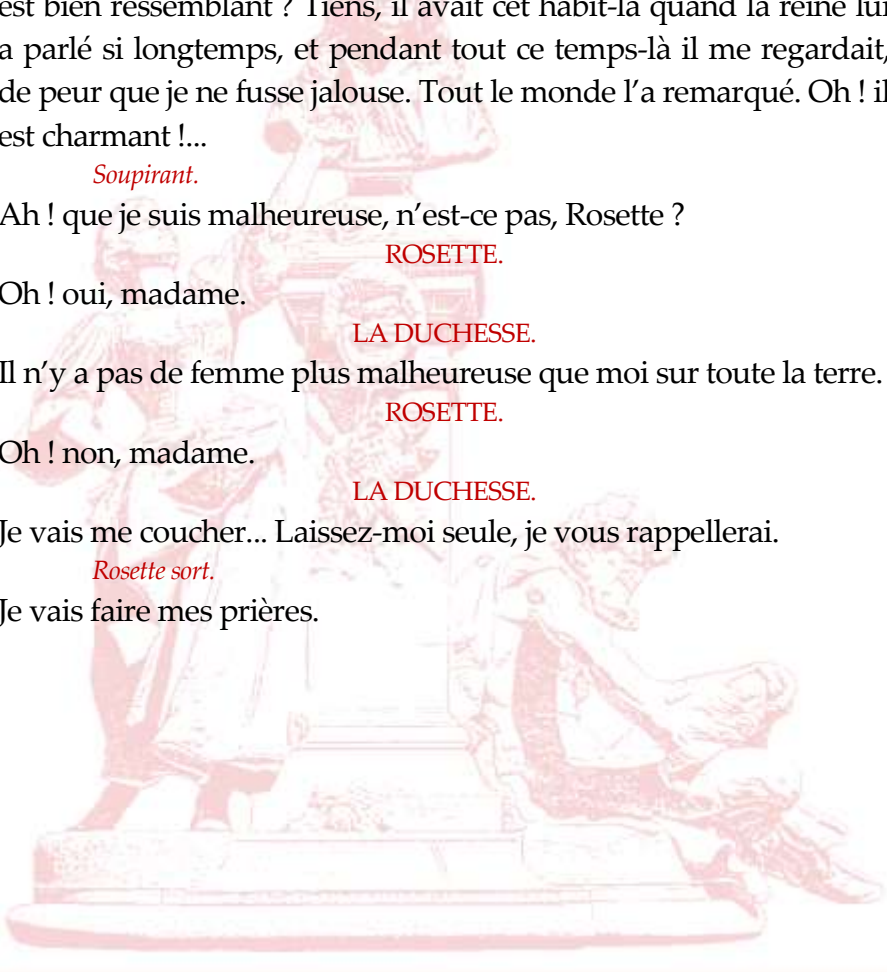 est bien ressemblant ? Tiens, il avait cet habit-là quand la reine lui
a parlé si longtemps, et pendant tout ce temps-là il me regardait,
de peur que je ne fusse jalouse. Tout le monde l’a remarqué. Oh ! il
est charmant !...
Soupirant.
Ah ! que je suis malheureuse, n’est-ce pas, Rosette ?
ROSETTE.
Oh ! oui, madame.
LA DUCHESSE.
Il n’y a pas de femme plus malheureuse que moi sur toute la terre.
ROSETTE.
Oh ! non, madame.
LA DUCHESSE.
Je vais me coucher... Laissez-moi seule, je vous rappellerai.
Rosette sort.
Je vais faire mes prières.